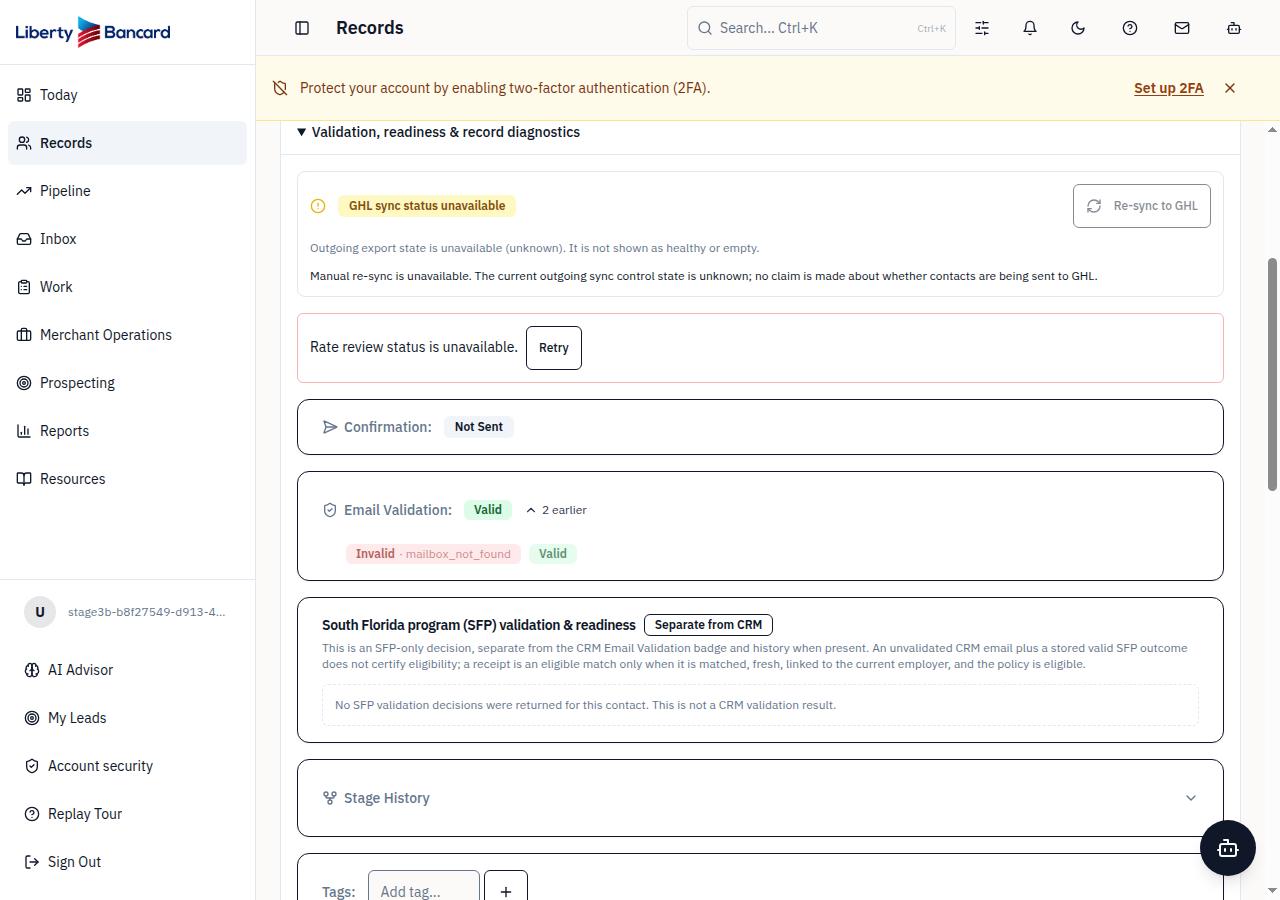 Liberty Bancard
Records
Search... Ctrl+K
Ctrl+K
Today
Records
Pipeline
Inbox
Work
Merchant Operations
Prospecting
Reports
Resources
U
stage3b-b8f27549-d913-4...
AI Advisor
My Leads
Account security
Replay Tour
Sign Out
Protect your account by enabling two-factor authentication (2FA).
Set up 2FA
Validation, readiness & record diagnostics
GHL sync status unavailable
Re-sync to GHL
Outgoing export state is unavailable (unknown). It is not shown as healthy or empty.
Manual re-sync is unavailable. The current outgoing sync control state is unknown; no claim is made about whether contacts are being sent to GHL.
Rate review status is unavailable.
Retry
Confirmation:
Not Sent
Email Validation:
Valid
2 earlier
Invalid · mailbox_not_found
Valid
South Florida program (SFP) validation & readiness
Separate from CRM
This is an SFP-only decision, separate from the CRM Email Validation badge and history when present. An unvalidated CRM email plus a stored valid SFP outcome
does not certify eligibility; a receipt is an eligible match only when it is matched, fresh, linked to the current employer, and the policy is eligible.
No SFP validation decisions were returned for this contact. This is not a CRM validation result.
Stage History
Tags:
Add tag...
+